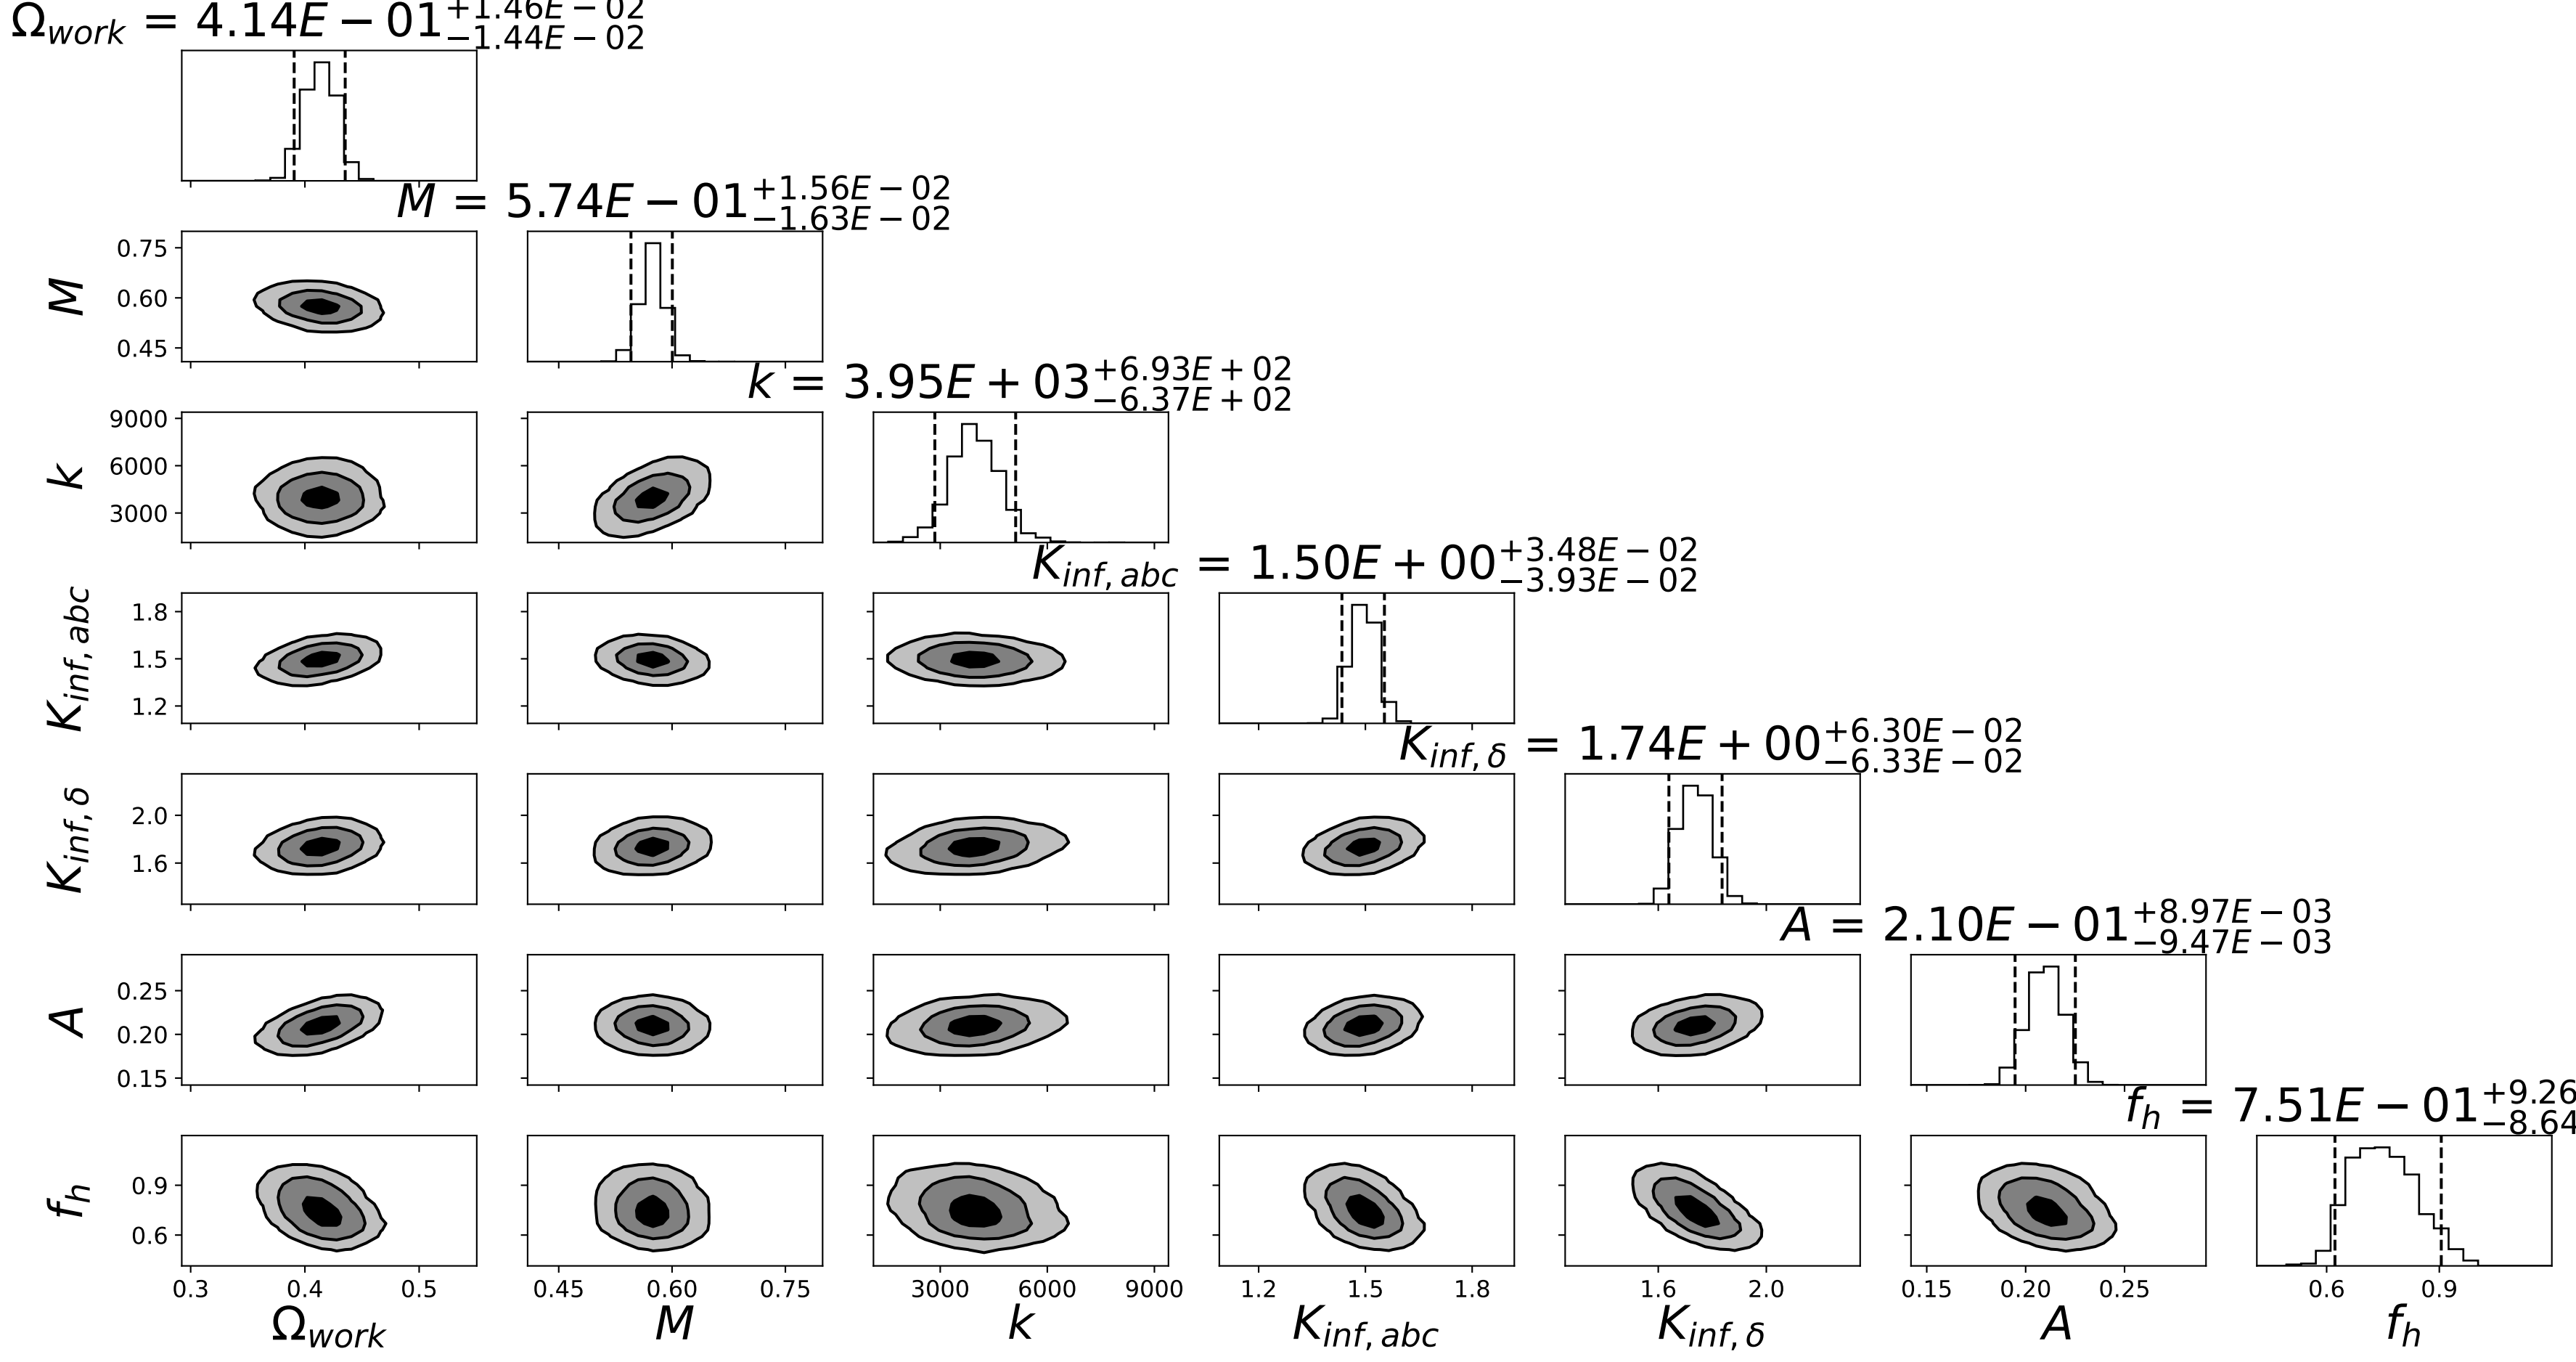 Ω_work = 4.14E − 01 +1.46E − 02 −1.44E − 02
M = 5.74E − 01 +1.56E − 02 −1.63E − 02
0.75
0.60
0.45
M
k = 3.95E + 03 +6.93E + 02 −6.37E + 02
9000
6000
3000
k
K_inf, abc = 1.50E + 00 +3.48E − 02 −3.93E − 02
1.8
1.5
1.2
K_inf, abc
K_inf, δ = 1.74E + 00 +6.30E − 02 −6.33E − 02
2.0
1.6
K_inf, δ
A = 2.10E − 01 +8.97E − 03 −9.47E − 03
0.25
0.20
0.15
A
f_h = 7.51E − 01 +9.26 −8.64
0.9
0.6
f_h
0.3 0.4 0.5 0.45 0.60 0.75 3000 6000 9000 1.2 1.5 1.8 1.6 2.0 0.15 0.20 0.25 0.6 0.9
Ω_work M k K_inf, abc K_inf, δ A f_h